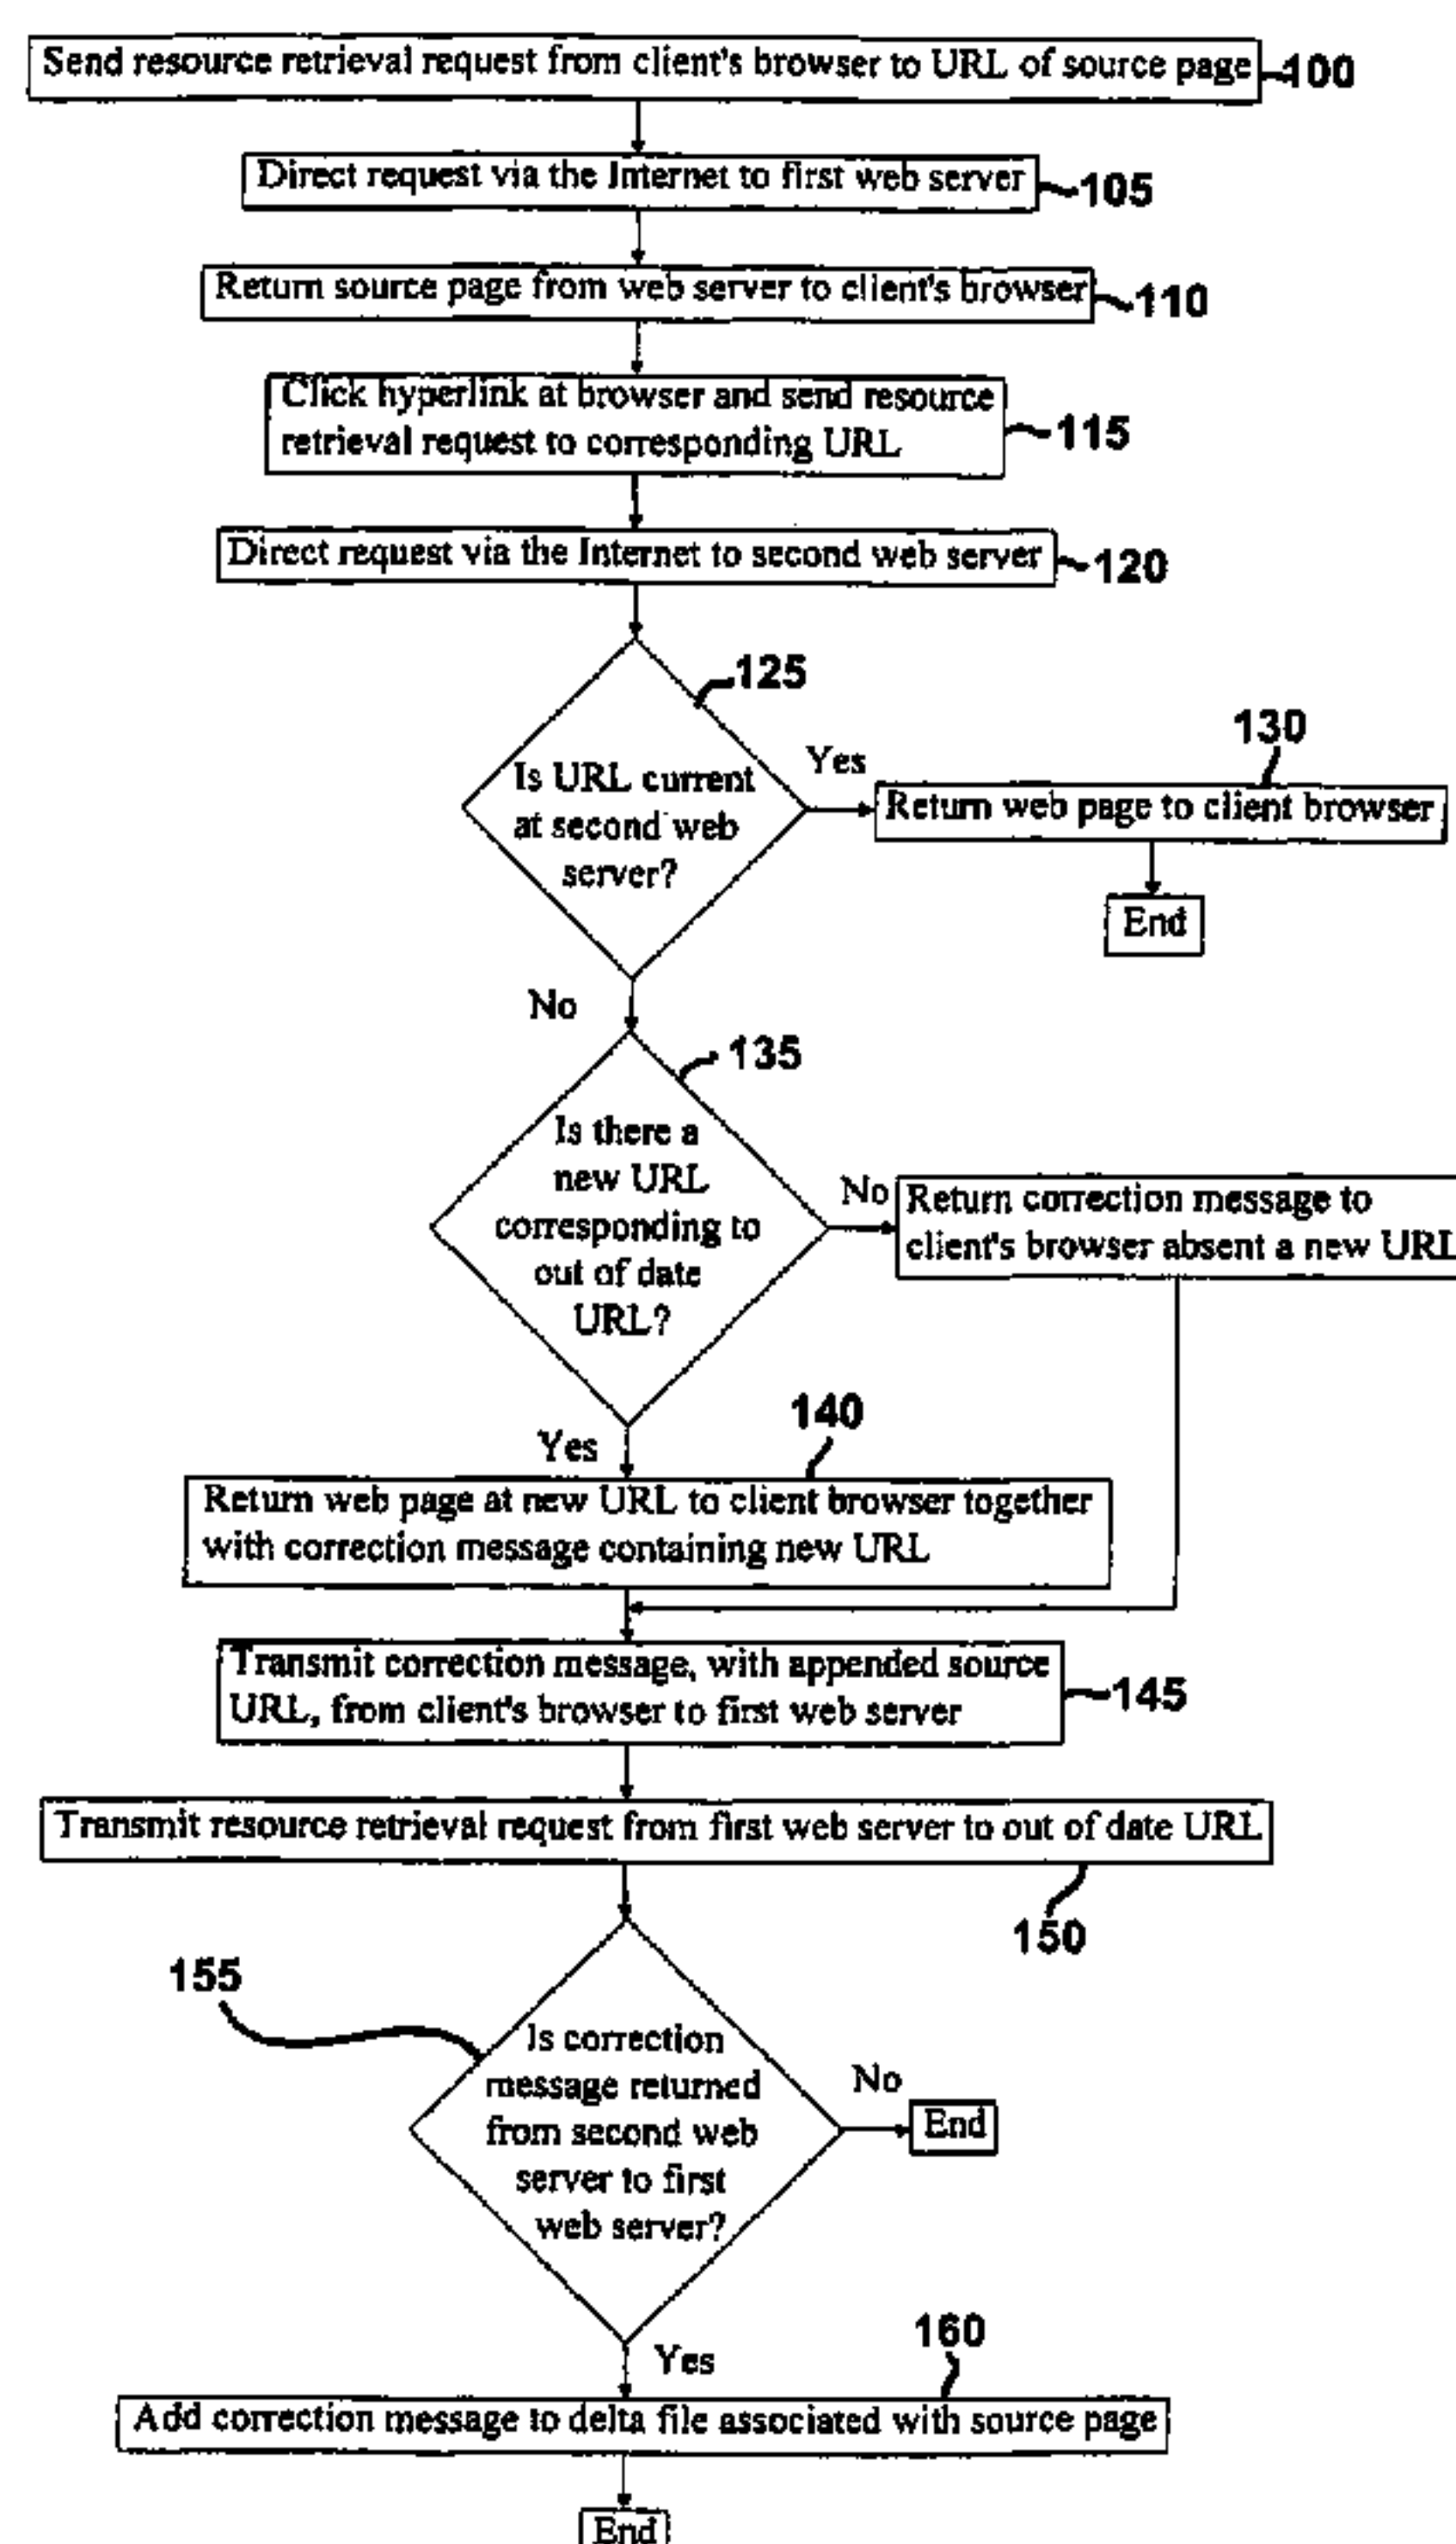 Send resource retrieval request from client's browser to URL of source page
100
Direct request via the Internet to first web server
105
Return source page from web server to client's browser
110
Click hyperlink at browser and send resource
retrieval request to corresponding URL
115
Direct request via the Internet to second web server
120
125
Is URL current
at second web
server?
Yes
130
Return web page to client browser
End
No
135
Is there a
new URL
corresponding to
out of date
URL?
No
Return correction message to
client's browser absent a new URL
Yes
140
Return web page at new URL to client browser together
with correction message containing new URL
Transmit correction message, with appended source
URL, from client's browser to first web server
145
Transmit resource retrieval request from first web server to out of date URL
150
155
Is correction
message returned
from second web
server to first
web server?
No
End
Yes
160
Add correction message to delta file associated with source page
End